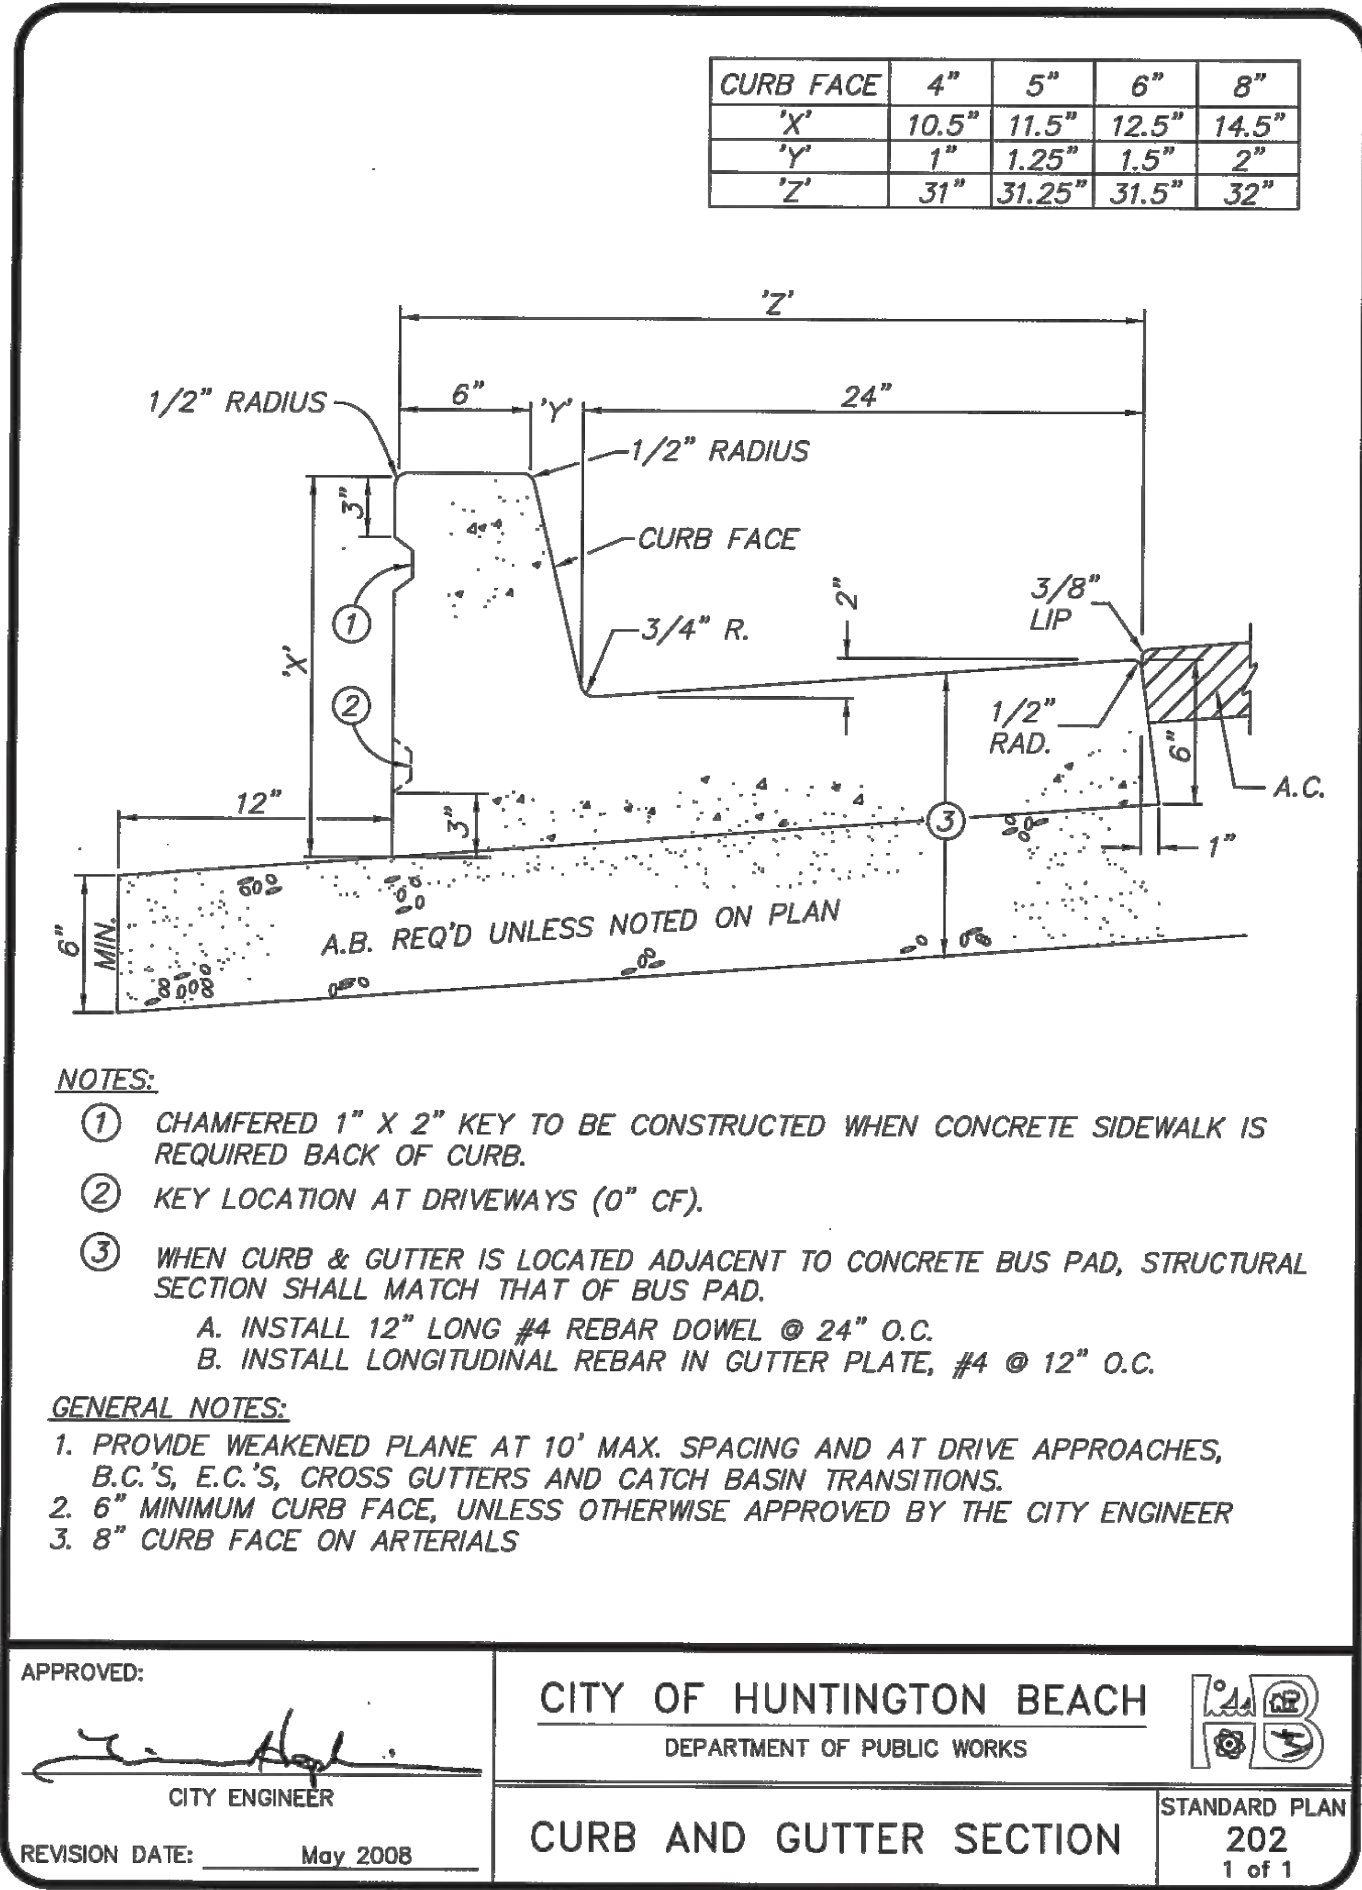 CURB FACE 4" 5" 6" 8"
'X' 10.5" 11.5" 12.5" 14.5"
'Y' 1" 1.25" 1.5" 2"
'Z' 31" 31.25" 31.5" 32"
'Z'
1/2" RADIUS
6"
'Y'
24"
1/2" RADIUS
3"
CURB FACE
2"
3/8"
LIP
1
3/4" R.
'X'
2
1/2"
RAD.
6"
A.C.
12"
3"
3
1"
6"
MIN.
A.B. REQ'D UNLESS NOTED ON PLAN
NOTES:
1 CHAMFERED 1" X 2" KEY TO BE CONSTRUCTED WHEN CONCRETE SIDEWALK IS
REQUIRED BACK OF CURB.
2 KEY LOCATION AT DRIVEWAYS (0" CF).
3 WHEN CURB & GUTTER IS LOCATED ADJACENT TO CONCRETE BUS PAD, STRUCTURAL
SECTION SHALL MATCH THAT OF BUS PAD.
A. INSTALL 12" LONG #4 REBAR DOWEL @ 24" O.C.
B. INSTALL LONGITUDINAL REBAR IN GUTTER PLATE, #4 @ 12" O.C.
GENERAL NOTES:
1. PROVIDE WEAKENED PLANE AT 10' MAX. SPACING AND AT DRIVE APPROACHES,
B.C.'S, E.C.'S, CROSS GUTTERS AND CATCH BASIN TRANSITIONS.
2. 6" MINIMUM CURB FACE, UNLESS OTHERWISE APPROVED BY THE CITY ENGINEER
3. 8" CURB FACE ON ARTERIALS
APPROVED:
CITY ENGINEER
REVISION DATE: May 2008
CITY OF HUNTINGTON BEACH
DEPARTMENT OF PUBLIC WORKS
CURB AND GUTTER SECTION
STANDARD PLAN
202
1 of 1